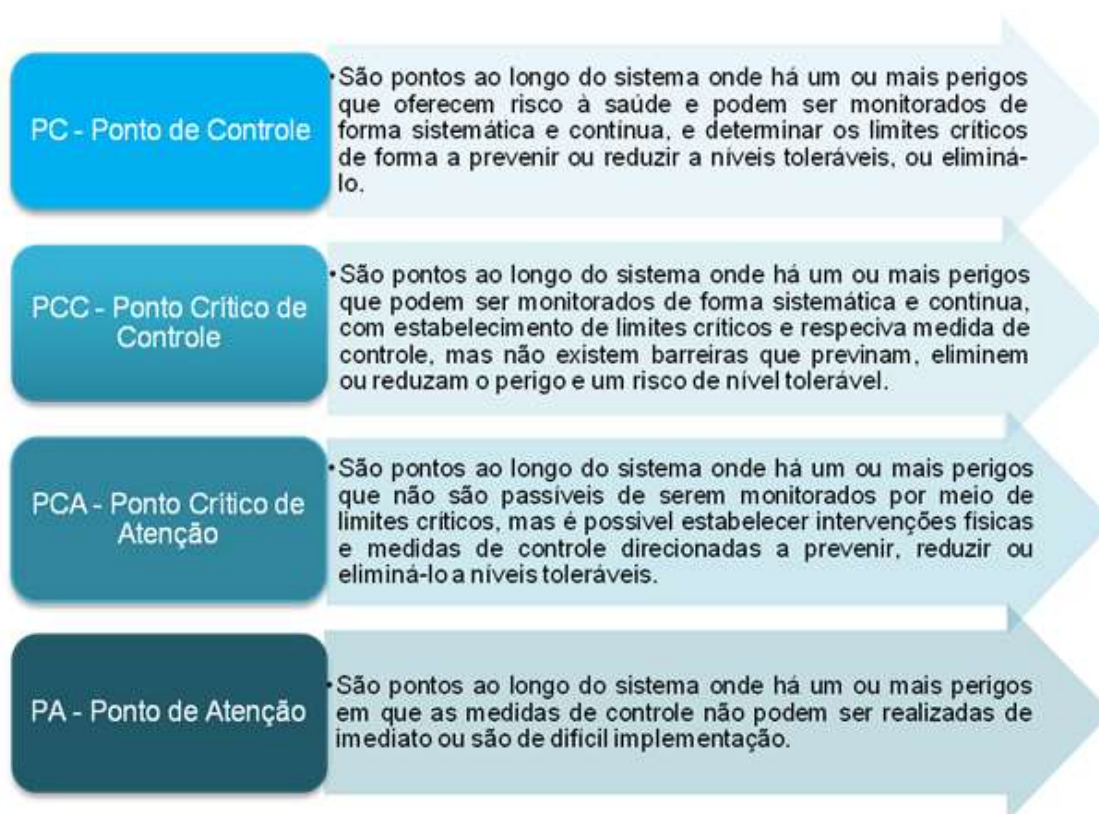 PC - Ponto de Controle
•São pontos ao longo do sistema onde há um ou mais perigos
que oferecem risco à saúde e podem ser monitorados de
forma sistemática e contínua, e determinar os limites críticos
de forma a prevenir ou reduzir a níveis toleráveis, ou eliminá-
lo.
PCC - Ponto Crítico de
Controle
•São pontos ao longo do sistema onde há um ou mais perigos
que podem ser monitorados de forma sistemática e contínua,
com estabelecimento de limites críticos e respeciva medida de
controle, mas não existem barreiras que previnam, eliminem
ou reduzam o perigo e um risco de nível tolerável.
PCA - Ponto Crítico de
Atenção
•São pontos ao longo do sistema onde há um ou mais perigos
que não são passíveis de serem monitorados por meio de
limites críticos, mas é possivel estabelecer intervenções físicas
e medidas de controle direcionadas a prevenir, reduzir ou
eliminá-lo a níveis toleráveis.
PA - Ponto de Atenção
•São pontos ao longo do sistema onde há um ou mais perigos
em que as medidas de controle não podem ser realizadas de
imediato ou são de difícil implementação.